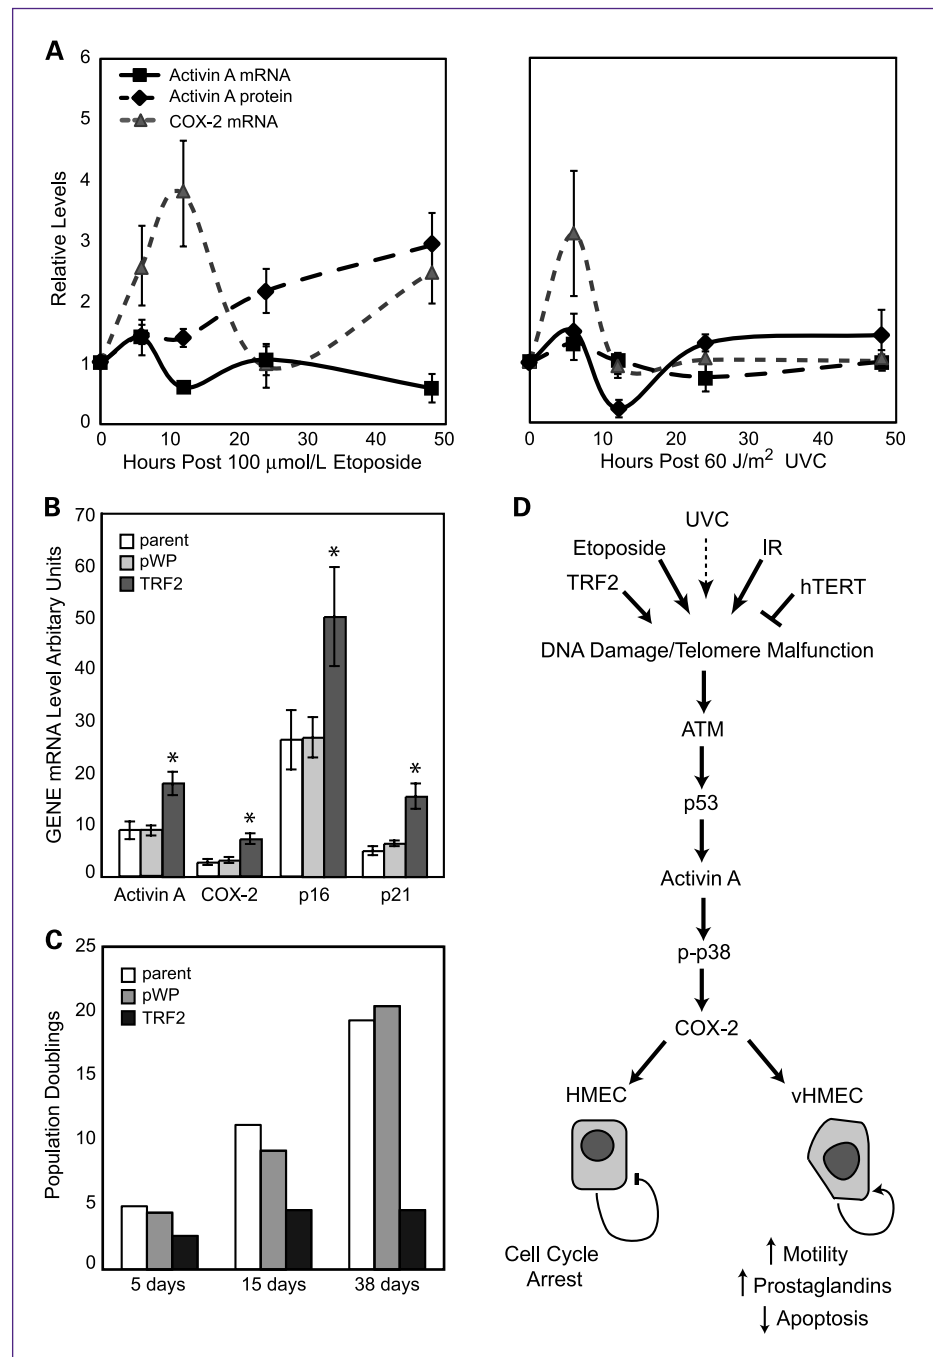 A
6
5
4
3
2
1
0
Relative Levels
Activin A mRNA
Activin A protein
COX-2 mRNA
0 10 20 30 40 50
Hours Post 100 μmol/L Etoposide
0 10 20 30 40 50
Hours Post 60 J/m² UVC
B
70
60
50
40
30
20
10
0
GENE mRNA Level Arbitary Units
parent
pWP
TRF2
*
*
*
*
Activin A COX-2 p16 p21
C
25
20
15
10
5
0
Population Doublings
parent
pWP
TRF2
5 days 15 days 38 days
D
UVC
Etoposide IR
TRF2 hTERT
DNA Damage/Telomere Malfunction
ATM
p53
Activin A
p-p38
COX-2
HMEC vHMEC
Cell Cycle
Arrest
↑ Motility
↑ Prostaglandins
↓ Apoptosis